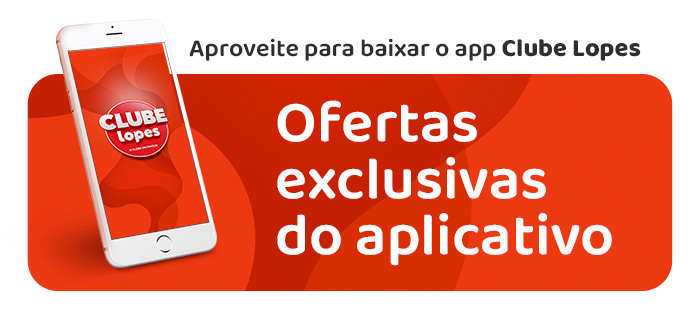 Aproveite para baixar o app Clube Lopes
CLUBE
lopes
Ofertas
exclusivas
do aplicativo